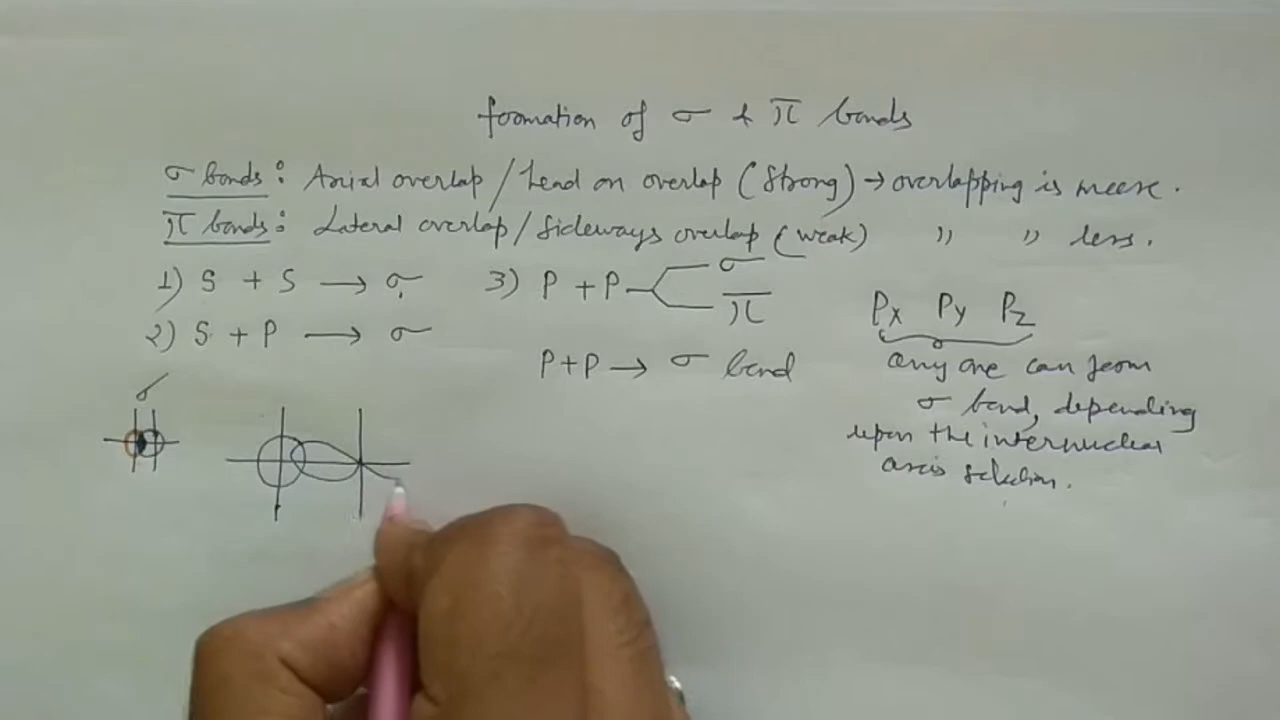 formation of σ & π bonds
σ bonds: Axial overlap / head on overlap (Strong) → overlapping is more.
π bonds: Lateral overlap / Sideways overlap (weak) " " less.
1) S + S → σ
2) S + P → σ
3) P + P σ π
P+P → σ bond
Px Py Pz
any one can form
σ bond, depending
upon the internuclear
axis selection.
σ